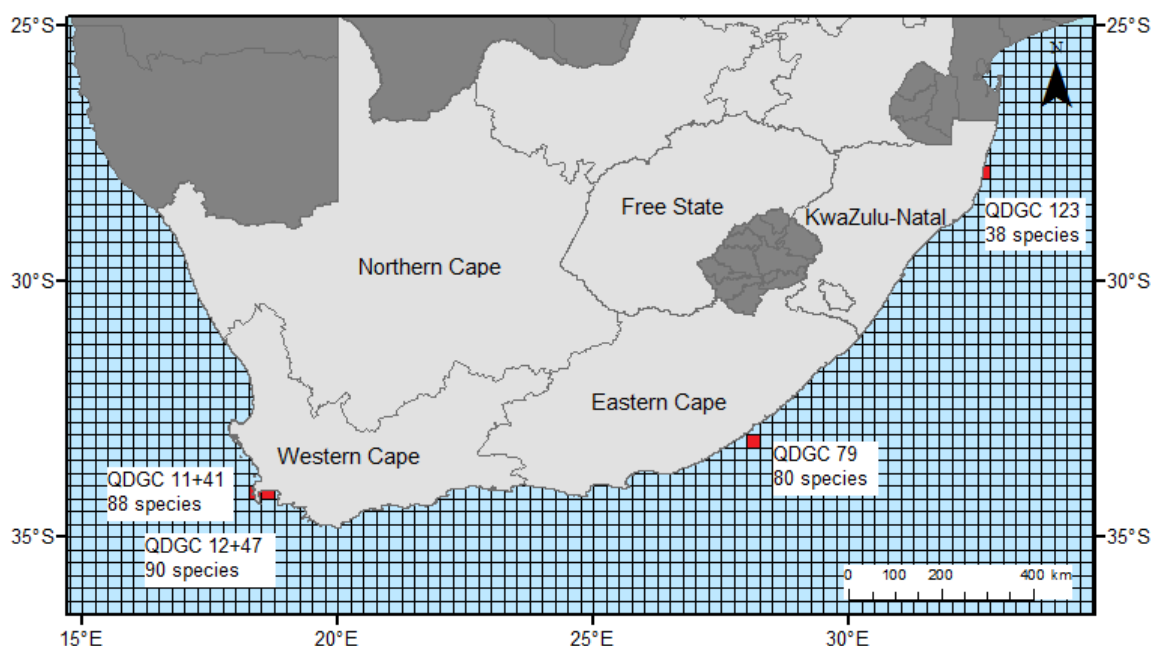 25°S
25°S
N
Free State
KwaZulu-Natal
QDGC 123
38 species
Northern Cape
30°S
30°S
Eastern Cape
Western Cape
QDGC 79
80 species
QDGC 11+41
88 species
QDGC 12+47
90 species
35°S
35°S
0 100 200 400 km
15°E
20°E
25°E
30°E